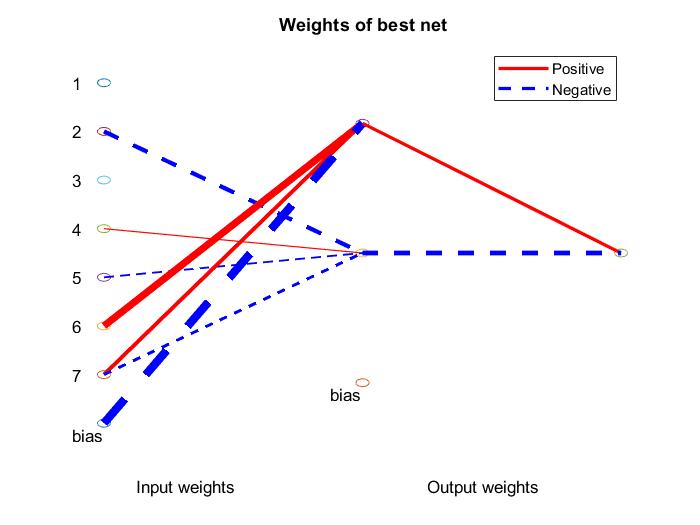 Weights of best net
Positive
Negative
1
2
3
4
5
6
7
bias
bias
Input weights
Output weights